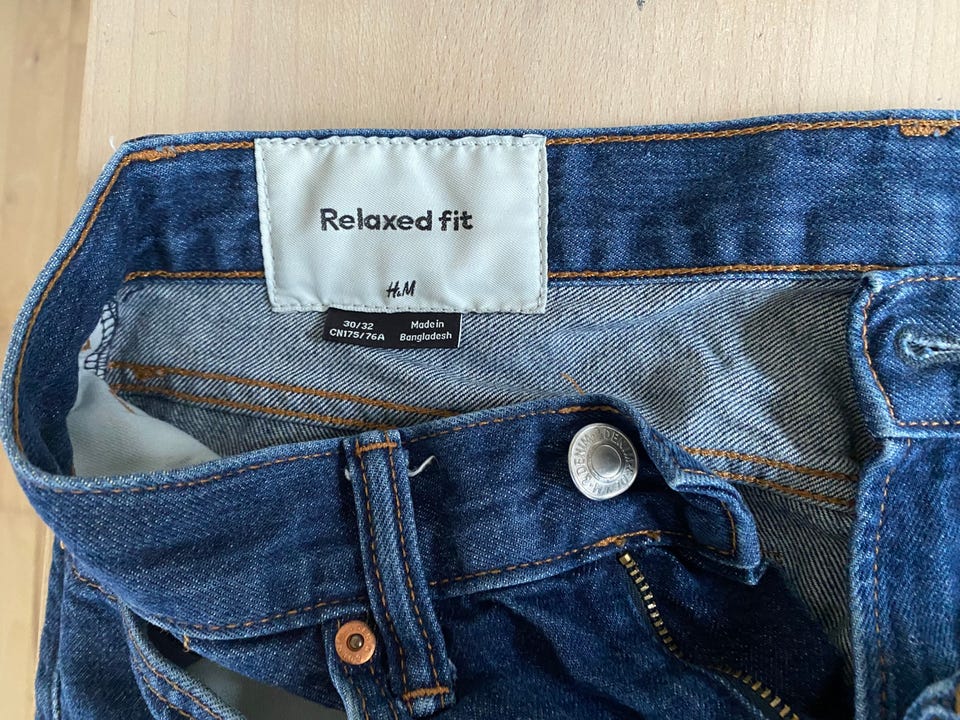 Relaxed fit
H&M
30/32
CN175/76A
Made in
Bangladesh